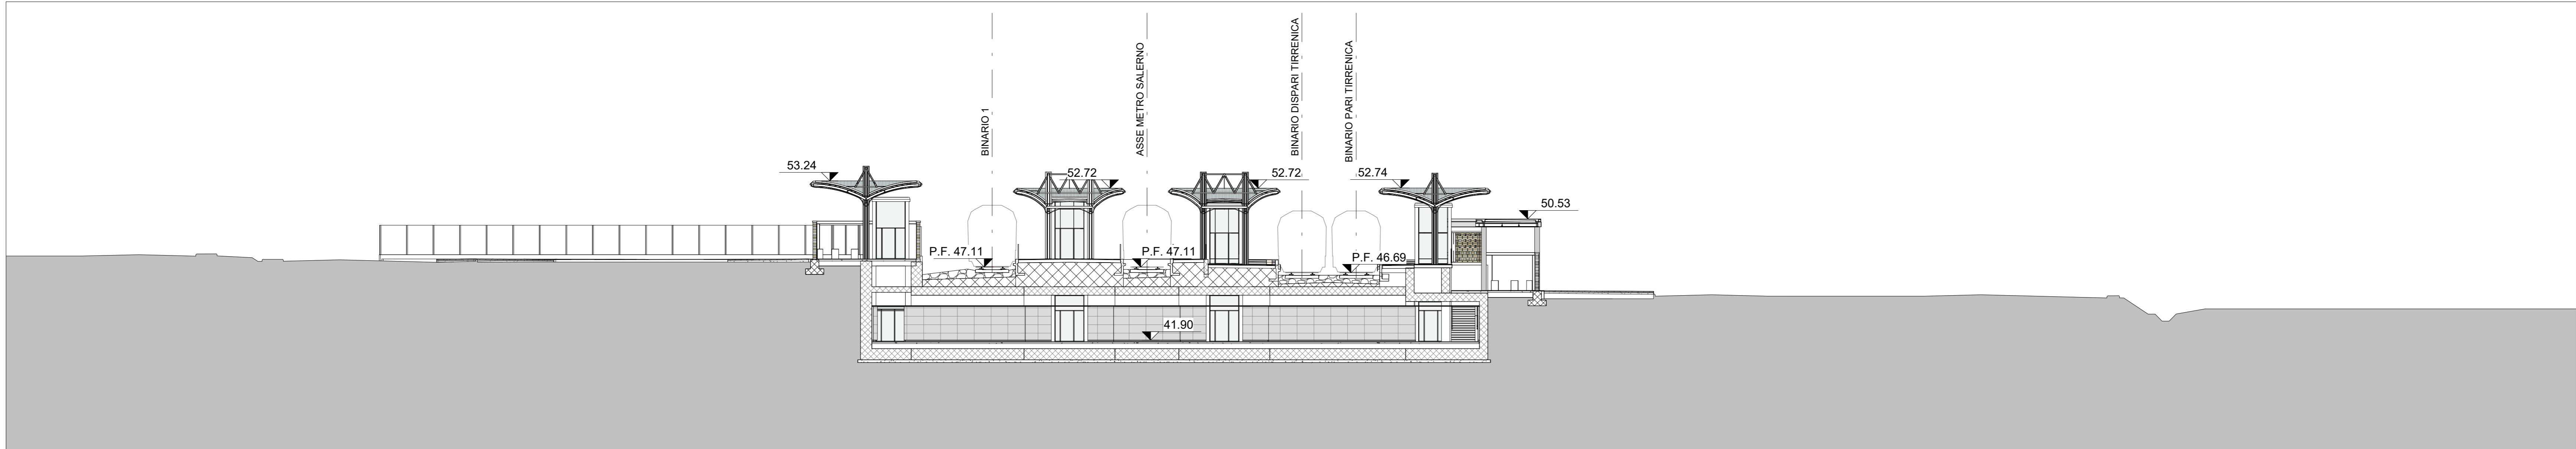 BINARIO 1
ASSE METRO SALERNO
BINARIO DISPARI TIRRENICA
BINARIO PARI TIRRENICA
53.24
52.72
52.72
52.74
50.53
P.F. 47.11
P.F. 47.11
P.F. 46.69
41.90